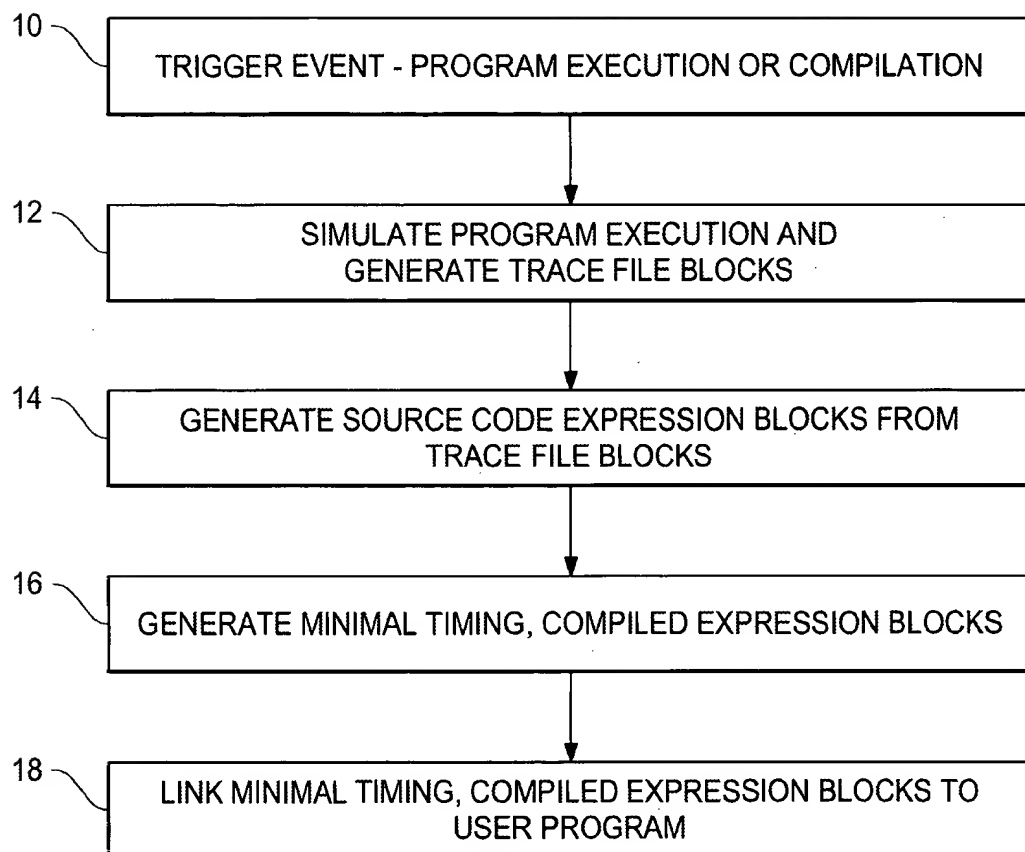 10
TRIGGER EVENT - PROGRAM EXECUTION OR COMPILATION
12
SIMULATE PROGRAM EXECUTION AND
GENERATE TRACE FILE BLOCKS
14
GENERATE SOURCE CODE EXPRESSION BLOCKS FROM
TRACE FILE BLOCKS
16
GENERATE MINIMAL TIMING, COMPILED EXPRESSION BLOCKS
18
LINK MINIMAL TIMING, COMPILED EXPRESSION BLOCKS TO
USER PROGRAM